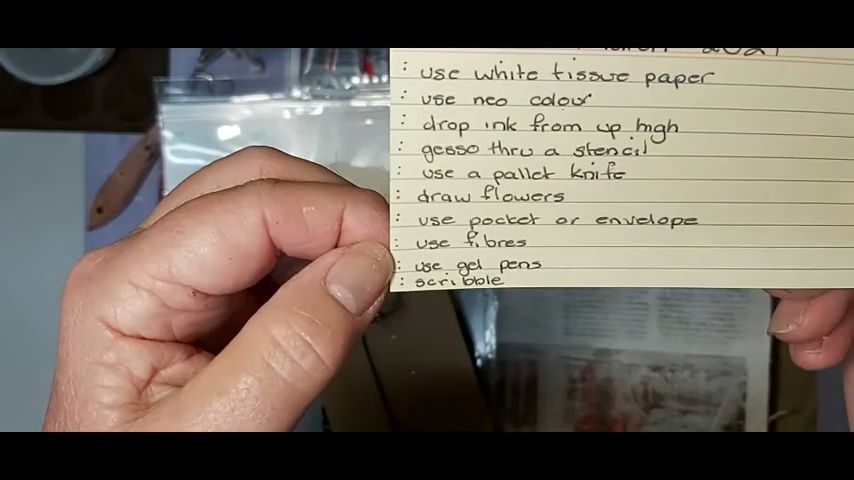 : use white tissue paper
: use neo colour
: drop ink from up high
: gesso thru a stencil
: use a pallet knife
: draw flowers
: use pocket or envelope
: use fibres
: use gel pens
: scribble